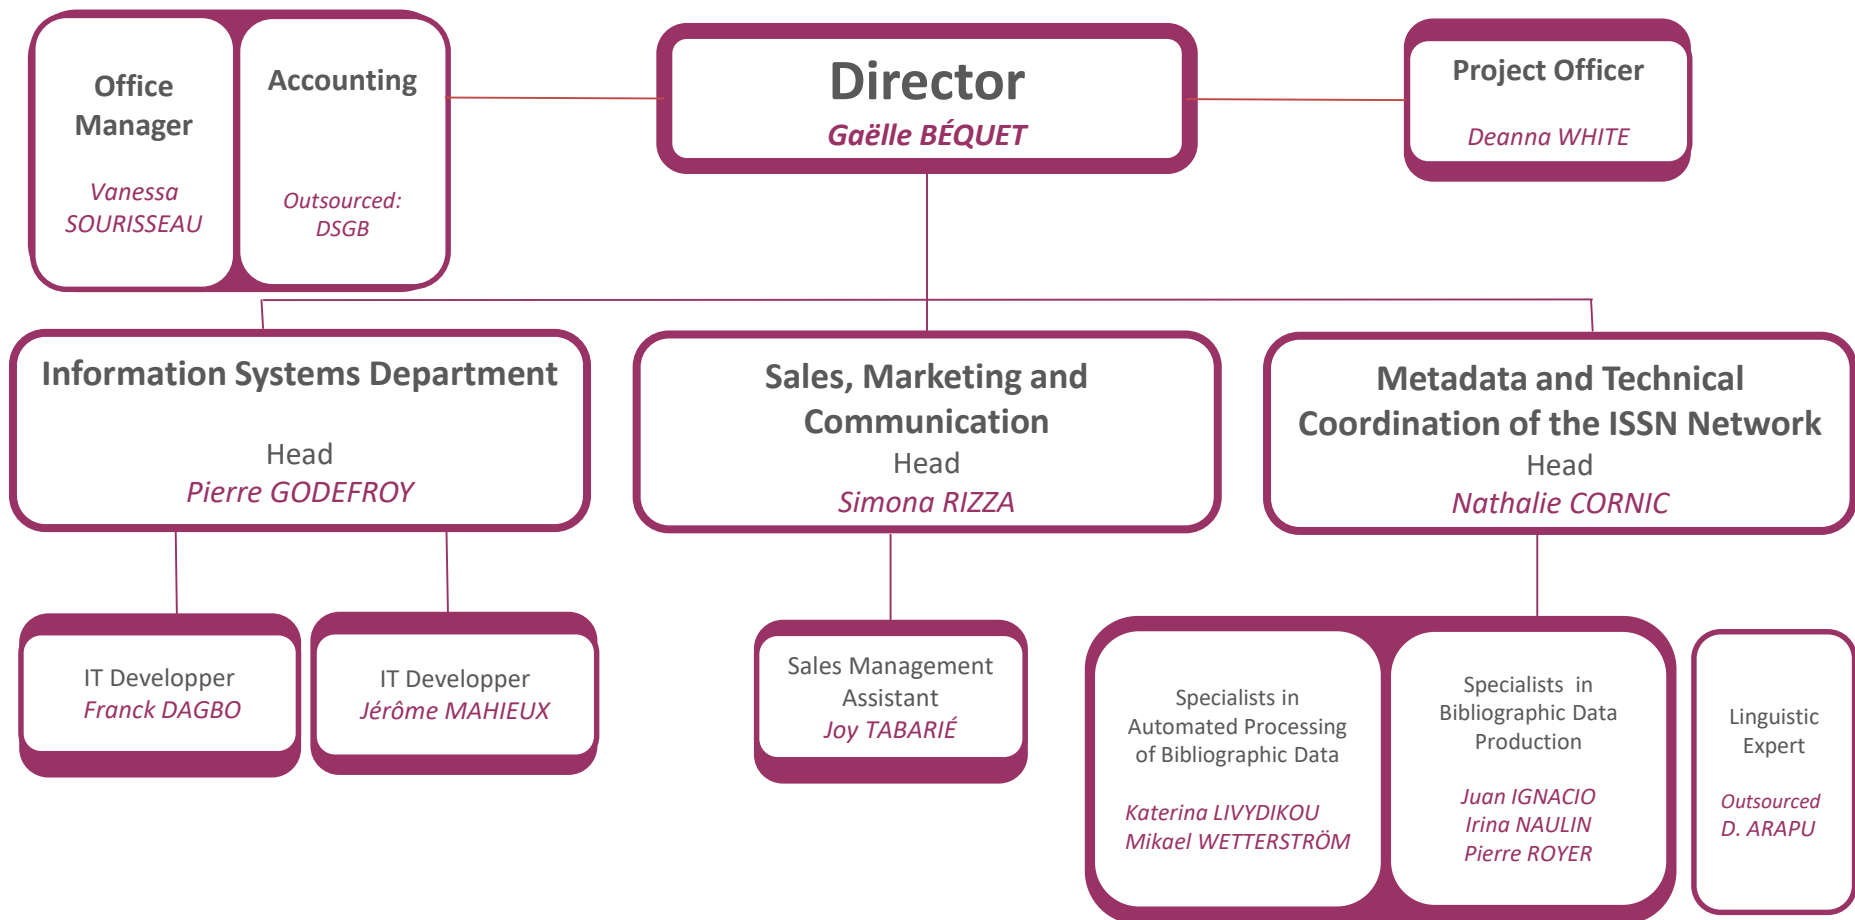 Office
Manager
Vanessa
SOURISSEAU
Accounting
Outsourced:
DSGB
Director
Gaëlle BÉQUET
Project Officer
Deanna WHITE
Information Systems Department
Head
Pierre GODEFROY
Sales, Marketing and
Communication
Head
Simona RIZZA
Metadata and Technical
Coordination of the ISSN Network
Head
Nathalie CORNIC
IT Developper
Franck DAGBO
IT Developper
Jérôme MAHIEUX
Sales Management
Assistant
Joy TABARIÉ
Specialists in
Automated Processing
of Bibliographic Data
Katerina LIVYDIKOU
Mikael WETTERSTRÖM
Specialists in
Bibliographic Data
Production
Juan IGNACIO
Irina NAULIN
Pierre ROYER
Linguistic
Expert
Outsourced
D. ARAPU